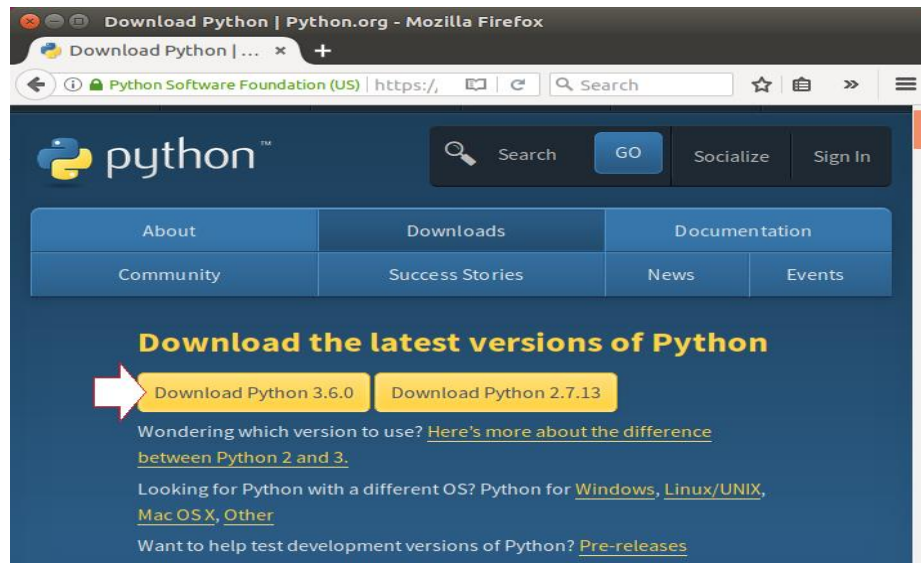 Download Python | Python.org - Mozilla Firefox
Download Python | ... × +
Python Software Foundation (US) https:/ Search
python™ Search GO Socialize Sign In
About Downloads Documentation
Community Success Stories News Events
Download the latest versions of Python
Download Python 3.6.0 Download Python 2.7.13
Wondering which version to use? Here's more about the difference
between Python 2 and 3.
Looking for Python with a different OS? Python for Windows, Linux/UNIX,
Mac OS X, Other
Want to help test development versions of Python? Pre-releases